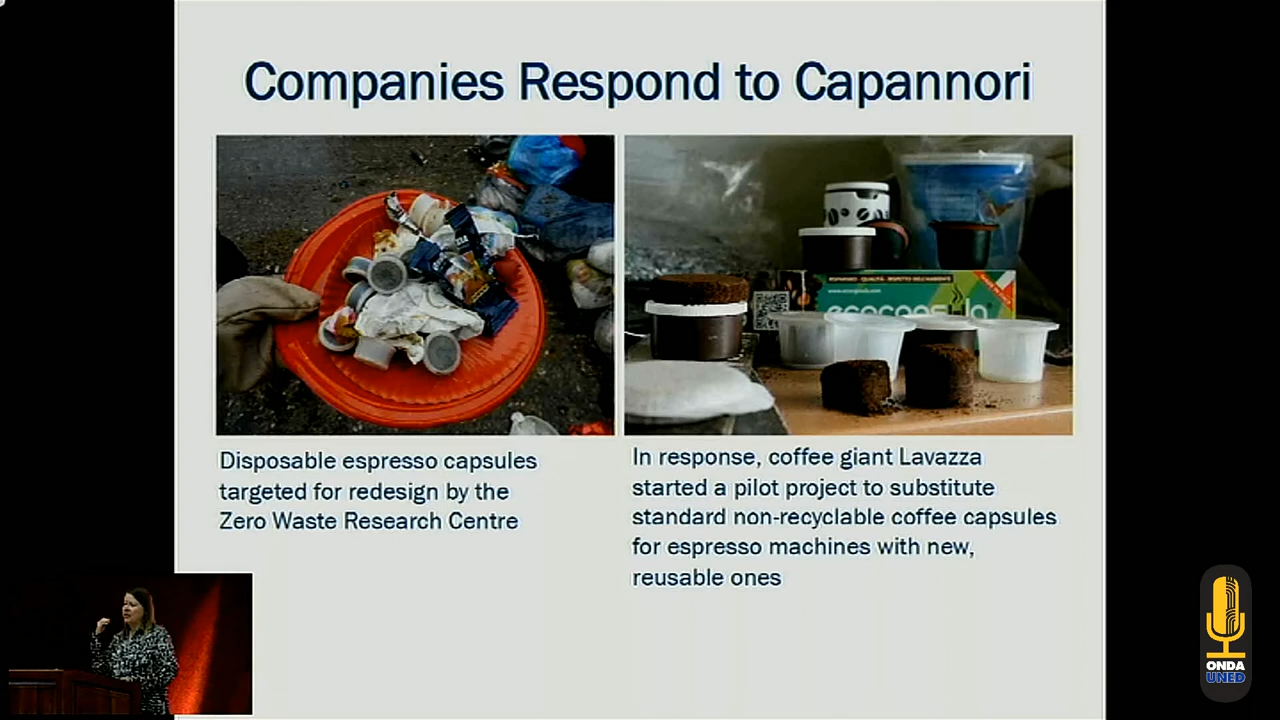 Companies Respond to Capannori
ecocapsula
Disposable espresso capsules
targeted for redesign by the
Zero Waste Research Centre
In response, coffee giant Lavazza
started a pilot project to substitute
standard non-recyclable coffee capsules
for espresso machines with new,
reusable ones
ONDA
UNED